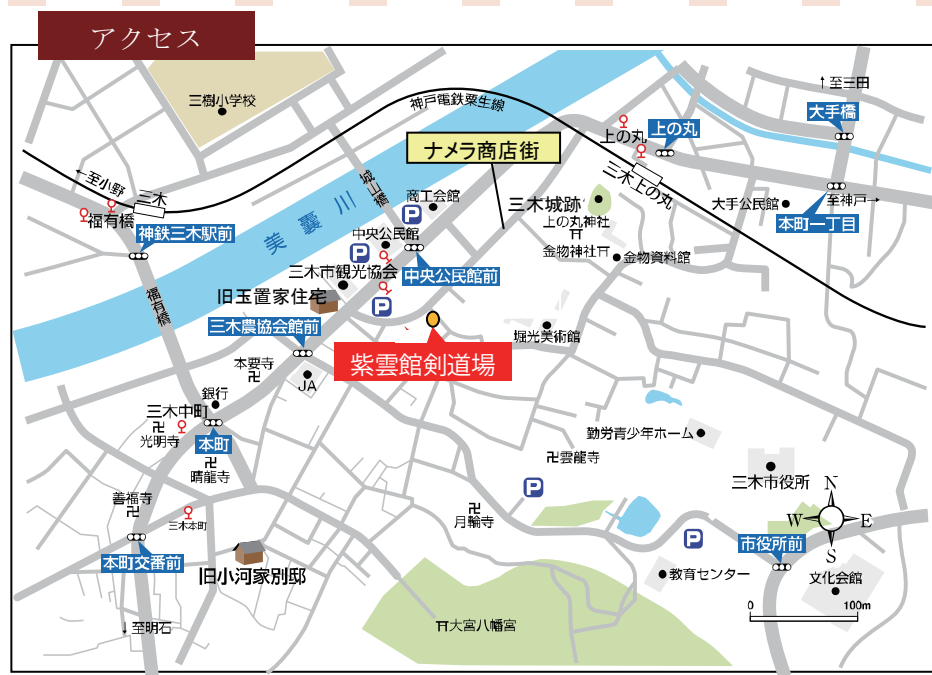 アクセス
三樹小学校
神戸電鉄粟生線
↑至三田
大手橋
上の丸
上の丸
ナメラ商店街
三木上の丸
←至小野
三木
福有橋
神鉄三木駅前
城山橋
商工会館
P
三木城跡
上の丸神社
大手公民館
至神戸→
本町一丁目
美嚢川
中央公民館
P
中央公民館前
金物神社
金物資料館
三木市観光協会
旧玉置家住宅
P
福有橋
三木農協会館前
堀光美術館
紫雲館剣道場
本要寺
JA
銀行
三木中町
光明寺
本町
晴龍寺
勤労青少年ホーム
雲龍寺
三木市役所
P
善福寺
三木本町
月輪寺
N
W
E
S
P
市役所前
本町交番前
旧小河家別邸
教育センター
文化会館
0
100m
↓至明石
大宮八幡宮